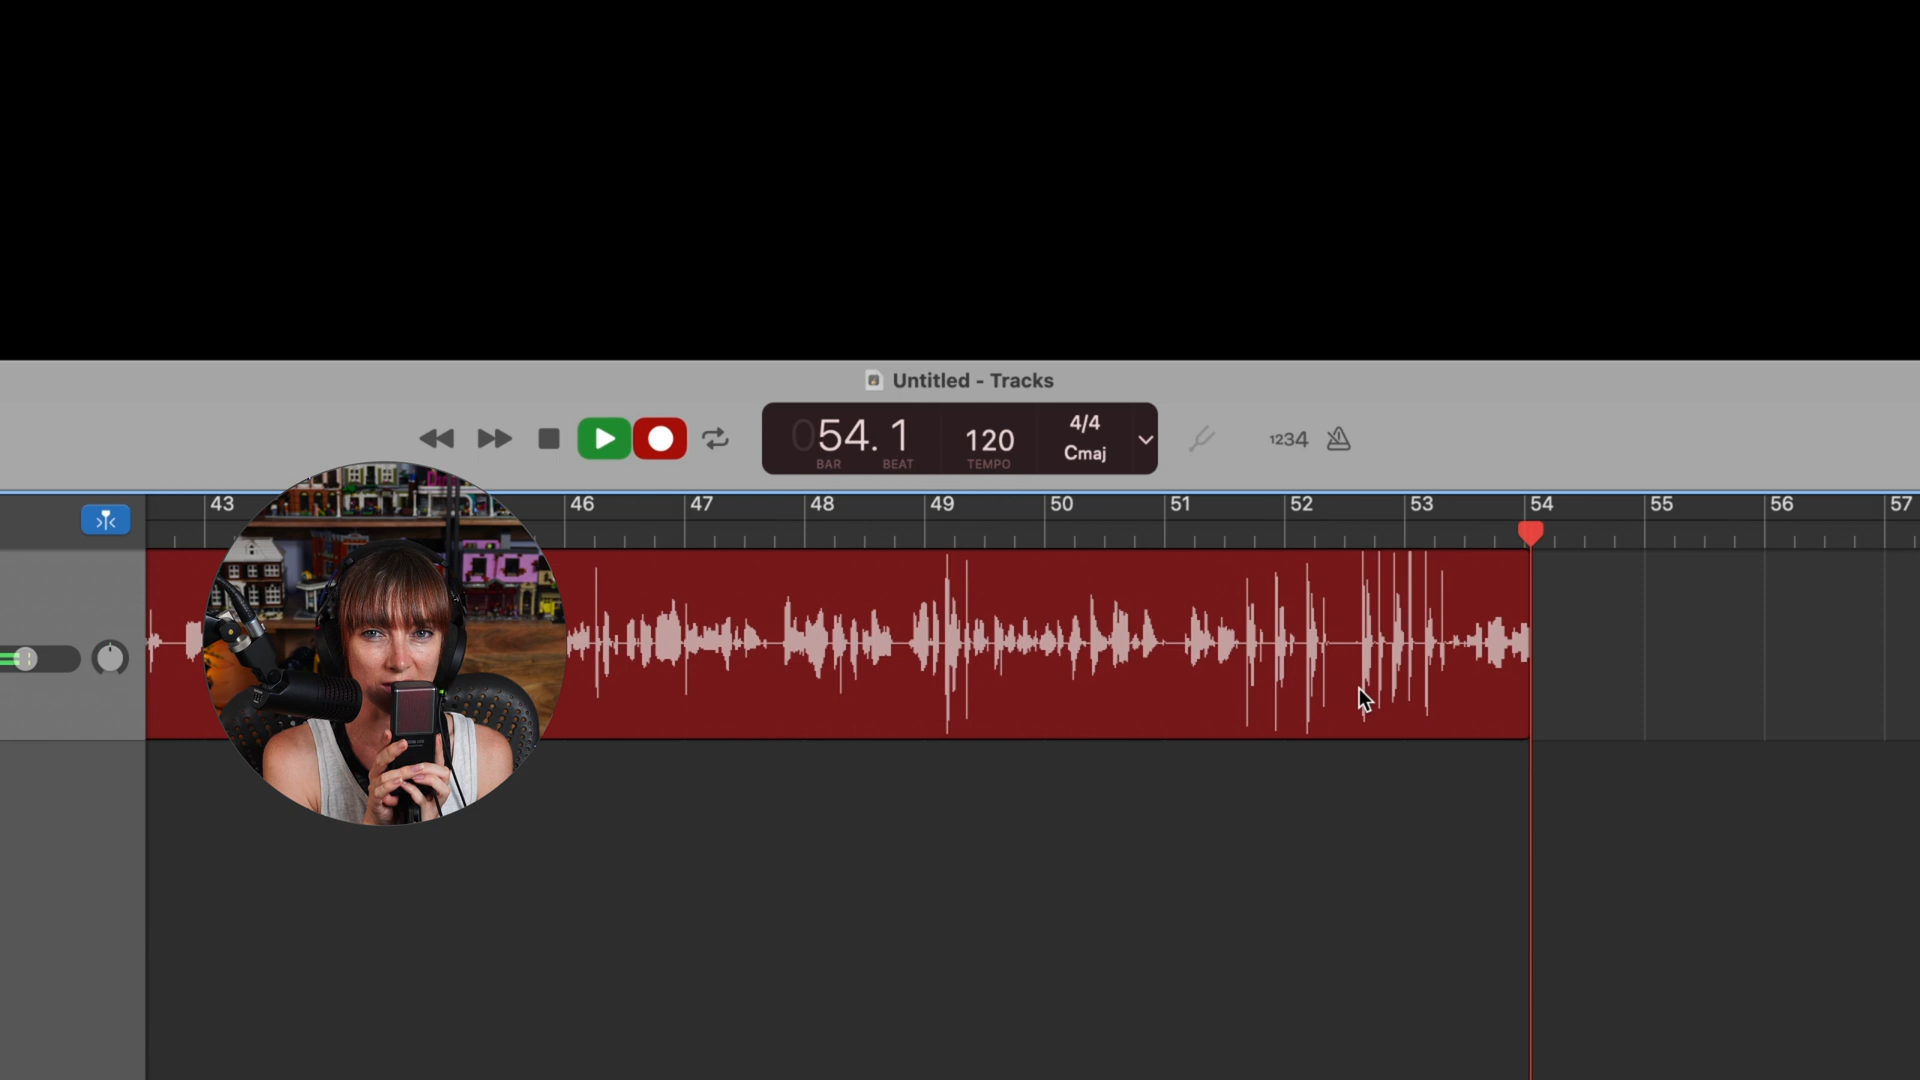 Untitled - Tracks
054. 1
BAR BEAT
120
TEMPO
4/4
Cmaj
1234
43 46 47 48 49 50 51 52 53 54 55 56 57